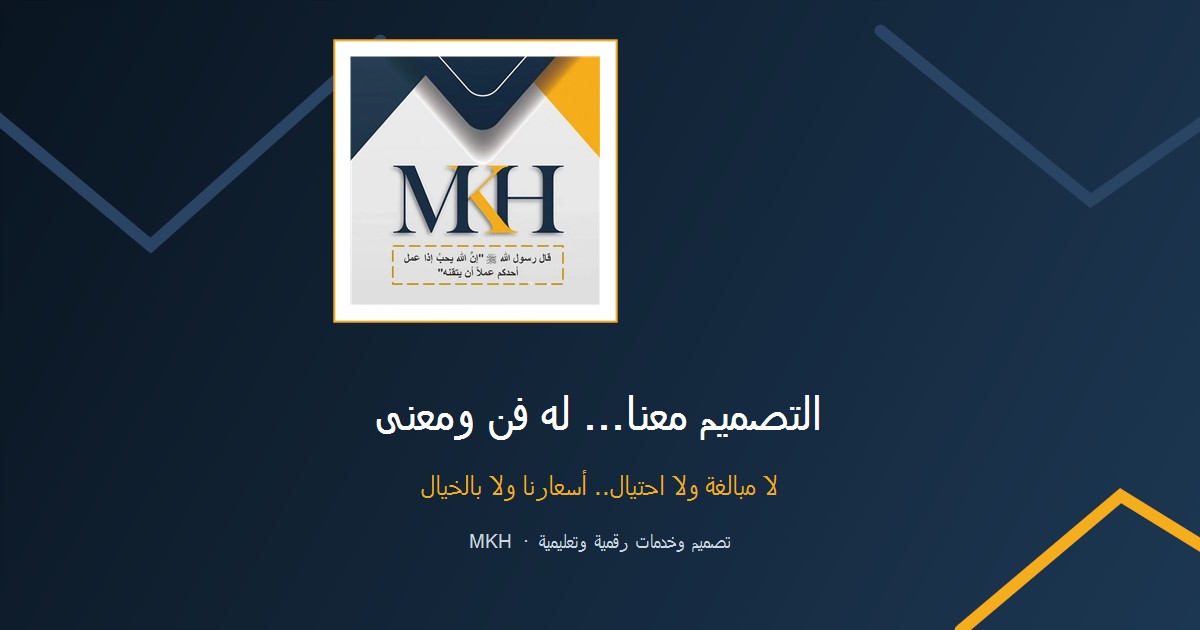 MKH
قال رسول الله ﷺ "إنَّ الله يحبُّ إذا عمل
أحدكم عملاً أن يتقنه"
التصميم معنا... له فن ومعنى
لا مبالغة ولا احتيال.. أسعارنا ولا بالخيال
تصميم وخدمات رقمية وتعليمية · MKH